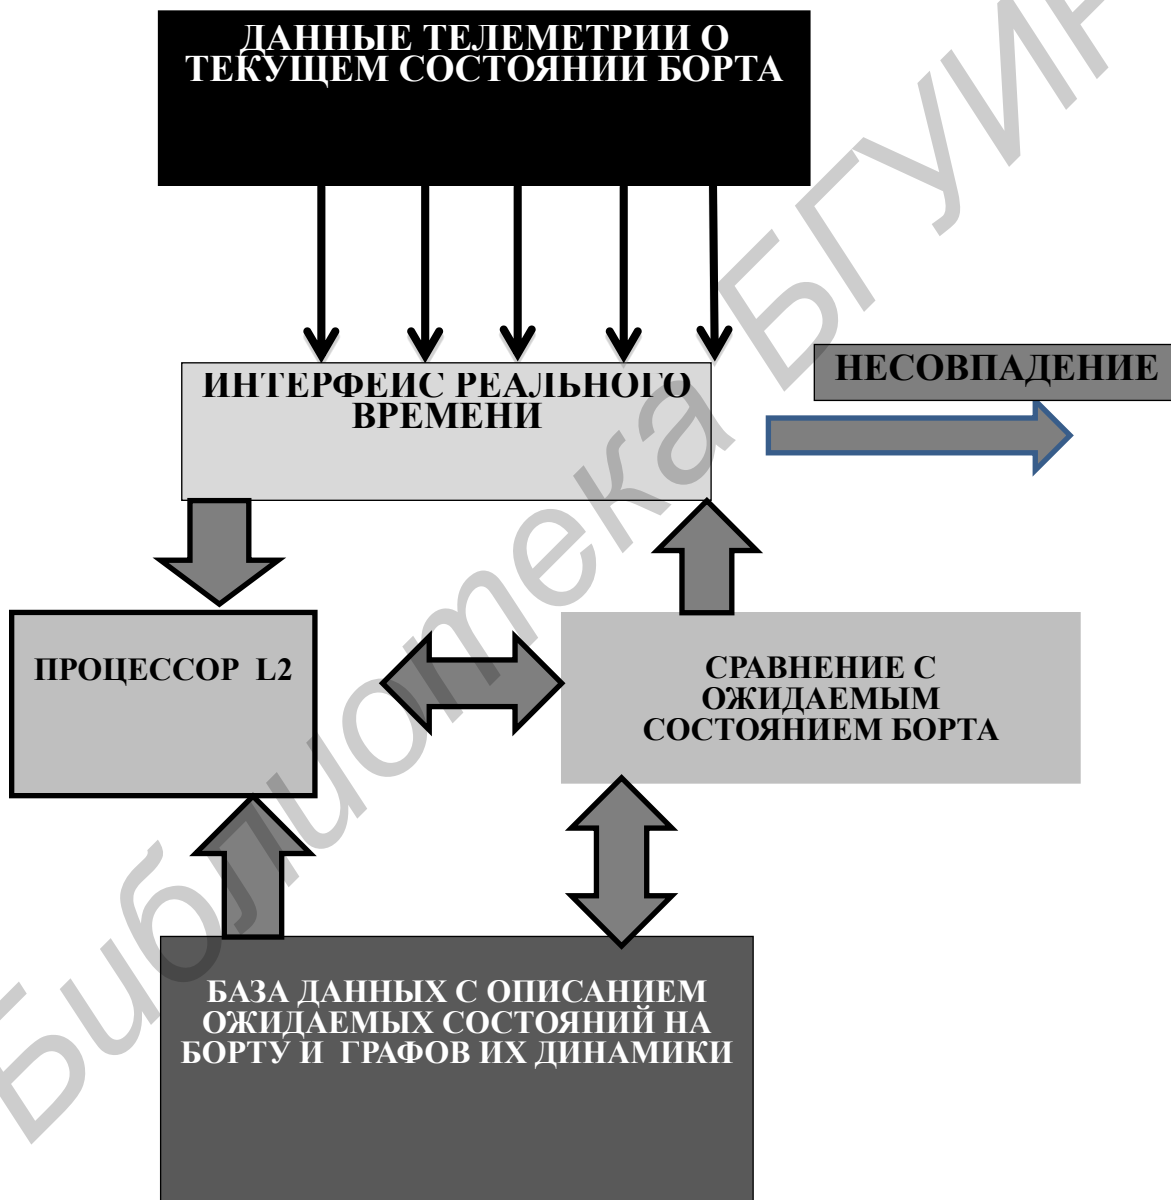 ДАННЫЕ ТЕЛЕМЕТРИИ О
ТЕКУЩЕМ СОСТОЯНИИ БОРТА
ИНТЕРФЕЙС РЕАЛЬНОГО
ВРЕМЕНИ
НЕСОВПАДЕНИЕ
ПРОЦЕССОР L2
СРАВНЕНИЕ С
ОЖИДАЕМЫМ
СОСТОЯНИЕМ БОРТА
БАЗА ДАННЫХ С ОПИСАНИЕМ
ОЖИДАЕМЫХ СОСТОЯНИЙ НА
БОРТУ И ГРАФОВ ИХ ДИНАМИКИ
Библиотека БГУИР